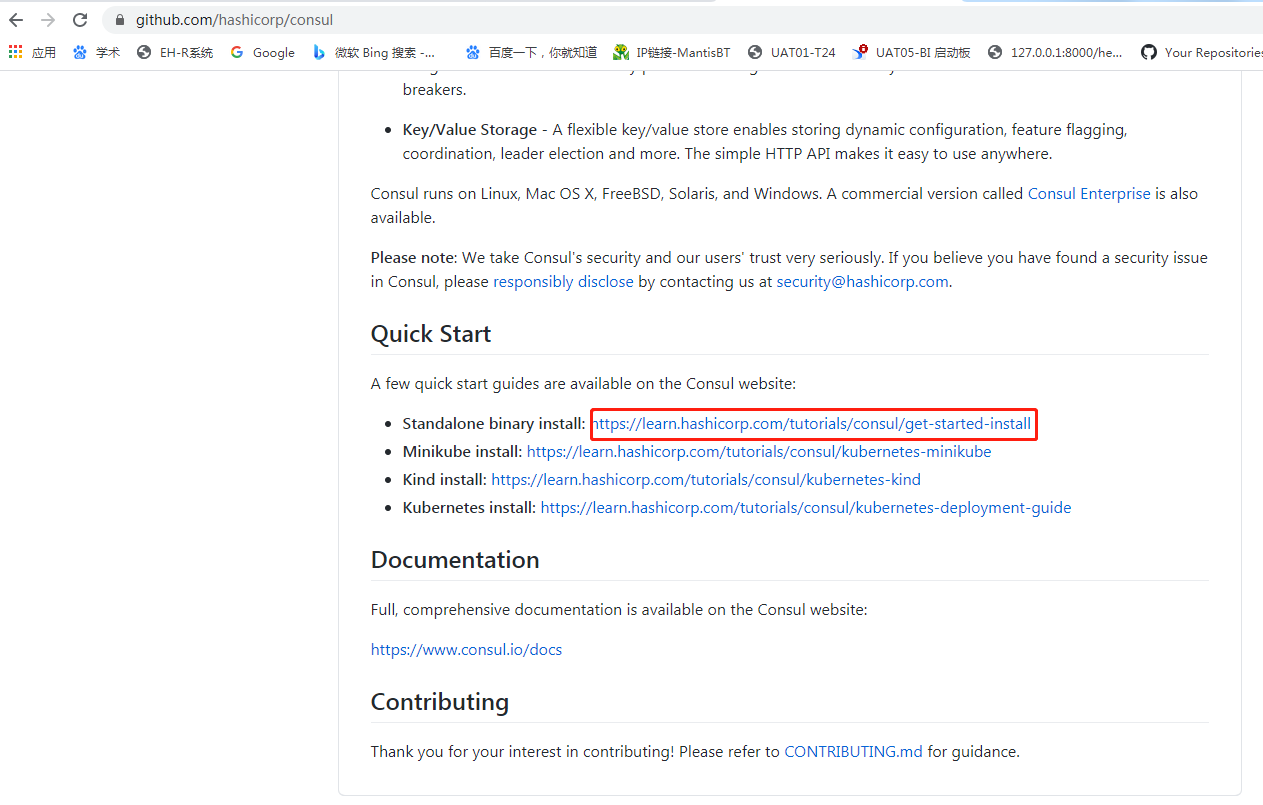 github.com/hashicorp/consul
应用 学术 EH-R系统 Google 微软 Bing 搜索 -... 百度一下，你就知道 IP链接-MantisBT UAT01-T24 UAT05-BI 启动板 127.0.0.1:8000/he... Your Repositories
breakers.
Key/Value Storage - A flexible key/value store enables storing dynamic configuration, feature flagging,
coordination, leader election and more. The simple HTTP API makes it easy to use anywhere.
Consul runs on Linux, Mac OS X, FreeBSD, Solaris, and Windows. A commercial version called Consul Enterprise is also
available.
Please note: We take Consul's security and our users' trust very seriously. If you believe you have found a security issue
in Consul, please responsibly disclose by contacting us at security@hashicorp.com.
Quick Start
A few quick start guides are available on the Consul website:
Standalone binary install: https://learn.hashicorp.com/tutorials/consul/get-started-install
Minikube install: https://learn.hashicorp.com/tutorials/consul/kubernetes-minikube
Kind install: https://learn.hashicorp.com/tutorials/consul/kubernetes-kind
Kubernetes install: https://learn.hashicorp.com/tutorials/consul/kubernetes-deployment-guide
Documentation
Full, comprehensive documentation is available on the Consul website:
https://www.consul.io/docs
Contributing
Thank you for your interest in contributing! Please refer to CONTRIBUTING.md for guidance.